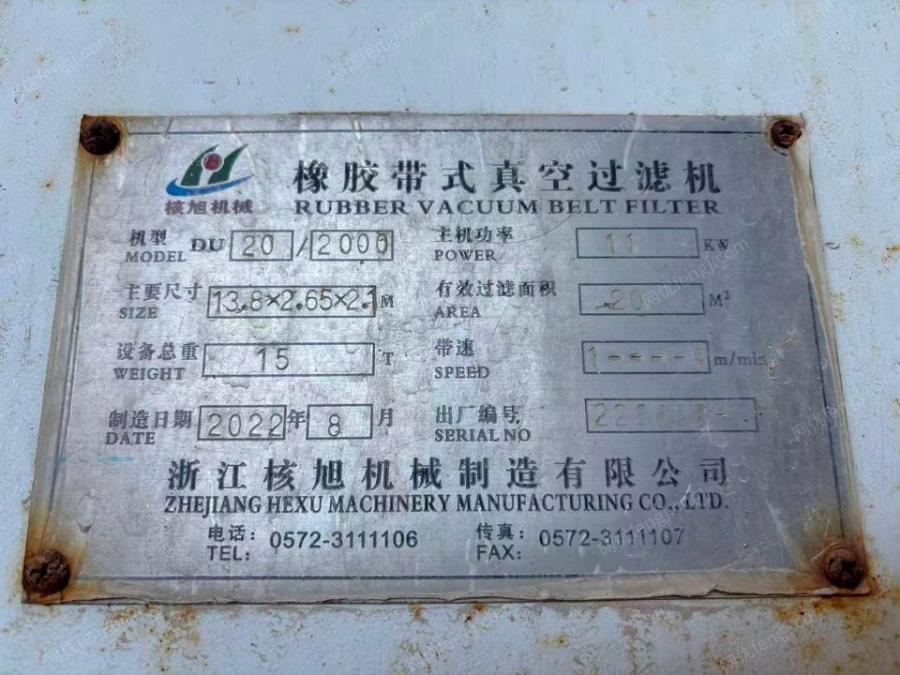 橡胶带式真空过滤机
核旭机械 RUBBER VACUUM BELT FILTER
机型 DU 20 / 2000 主机功率 11 KW
MODEL POWER
主要尺寸 13.8×2.65×2.1 M 有效过滤面积 20 M²
SIZE AREA
设备总重 15 T 带速 m/min
WEIGHT SPEED
制造日期 2022 年 8 月 出厂编号
DATE SERIAL NO
浙江核旭机械制造有限公司
ZHEJIANG HEXU MACHINERY MANUFACTURING CO., LTD.
电话: 0572-3111106 传真: 0572-3111107
TEL: FAX: